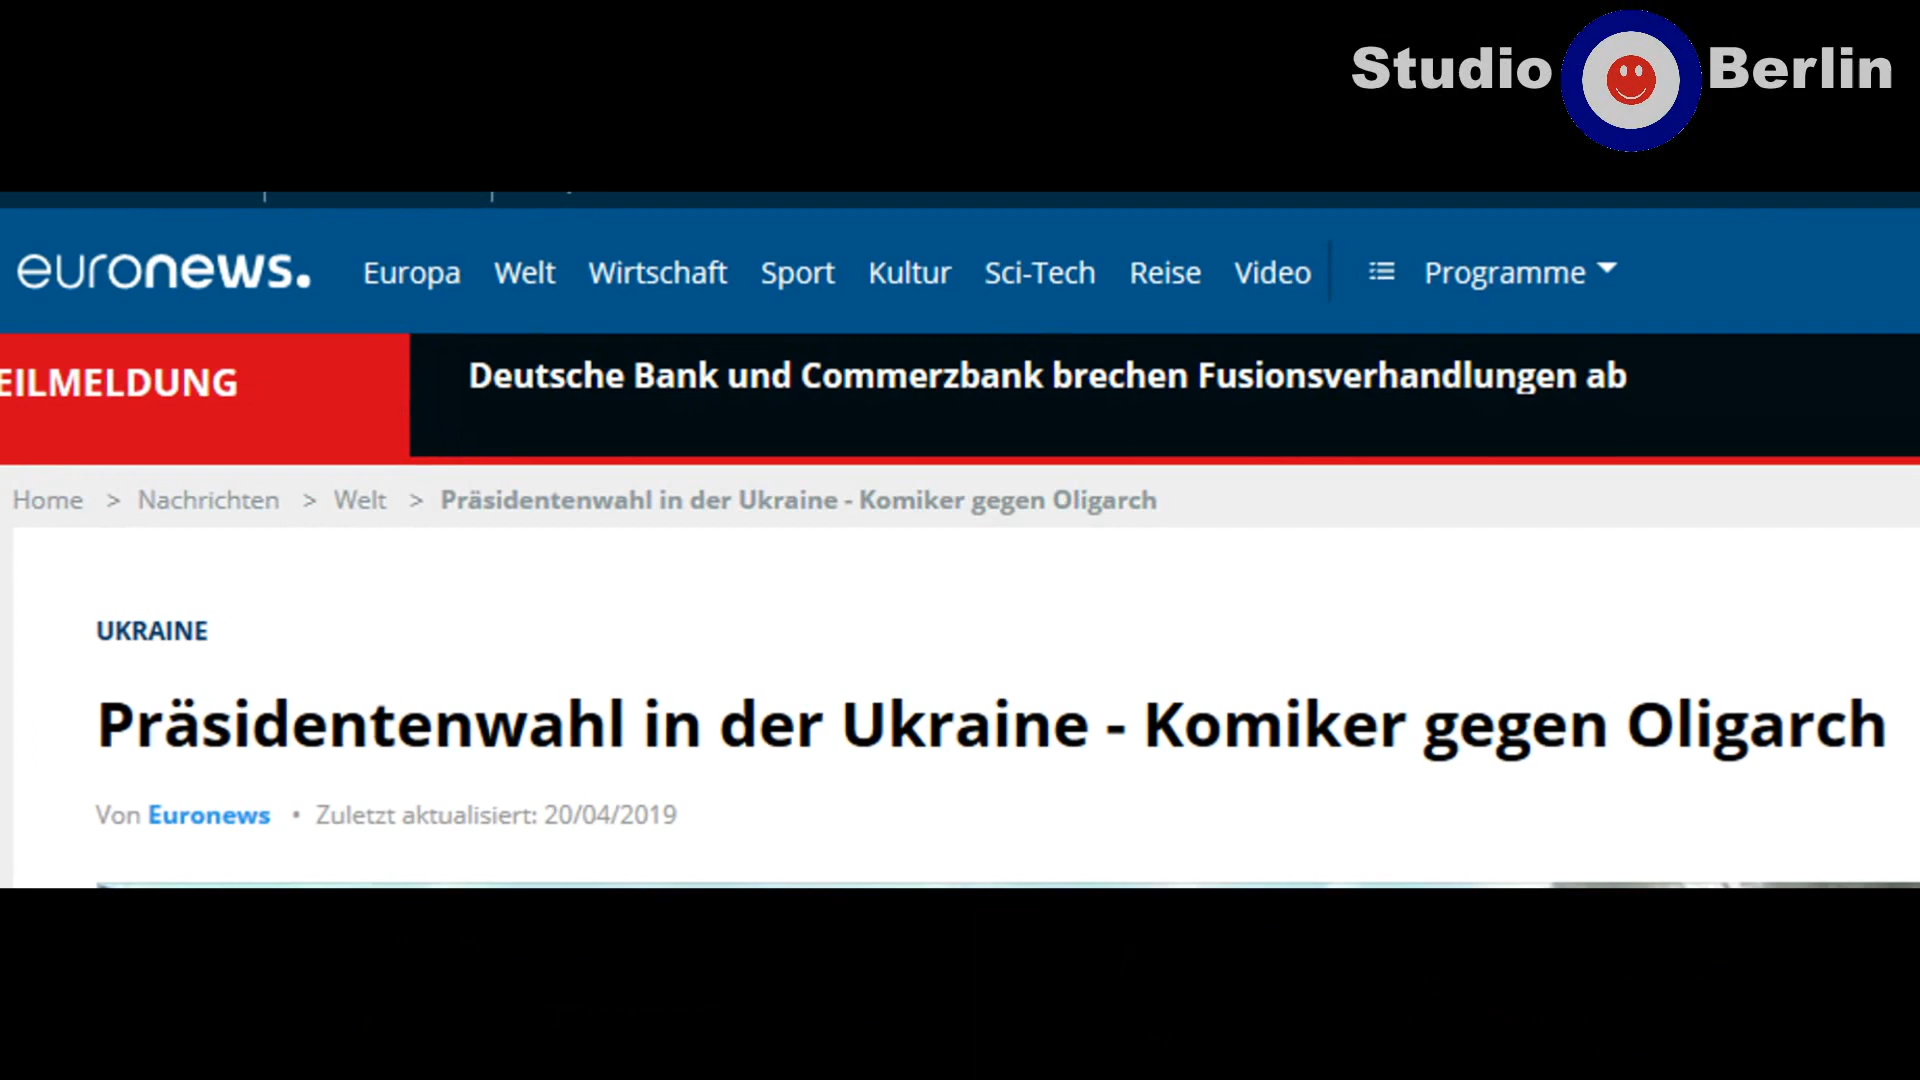 Studio Berlin
euronews. Europa Welt Wirtschaft Sport Kultur Sci-Tech Reise Video Programme
EILMELDUNG Deutsche Bank und Commerzbank brechen Fusionsverhandlungen ab
Home > Nachrichten > Welt > Präsidentenwahl in der Ukraine - Komiker gegen Oligarch
UKRAINE
Präsidentenwahl in der Ukraine - Komiker gegen Oligarch
Von Euronews • Zuletzt aktualisiert: 20/04/2019